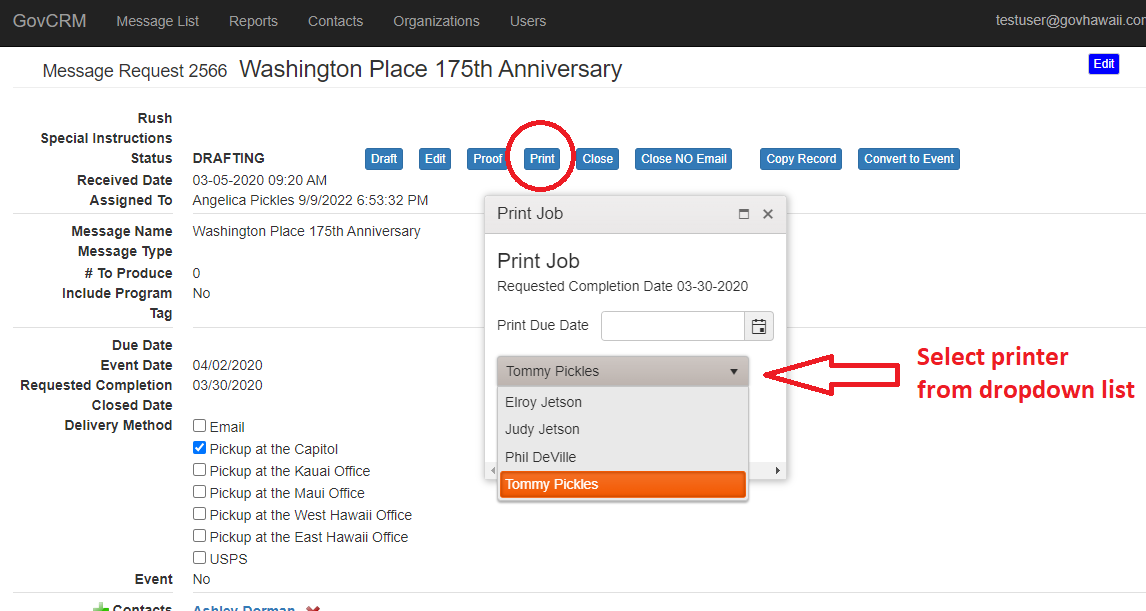 GovCRM Message List Reports Contacts Organizations Users testuser@govhawaii.co
Message Request 2566 Washington Place 175th Anniversary Edit
Rush
Special Instructions
Status DRAFTING Draft Edit Proof Print Close Close NO Email Copy Record Convert to Event
Received Date 03-05-2020 09:20 AM
Assigned To Angelica Pickles 9/9/2022 6:53:32 PM
Message Name Washington Place 175th Anniversary
Message Type
# To Produce 0
Include Program No
Tag
Due Date
Event Date 04/02/2020
Requested Completion 03/30/2020
Closed Date
Delivery Method Email
Pickup at the Capitol
Pickup at the Kauai Office
Pickup at the Maui Office
Pickup at the West Hawaii Office
Pickup at the East Hawaii Office
USPS
Event No
Contacts Ashley Dorman
Print Job
Print Job
Requested Completion Date 03-30-2020
Print Due Date
Tommy Pickles
Elroy Jetson
Judy Jetson
Phil DeVille
Tommy Pickles
Select printer
from dropdown list